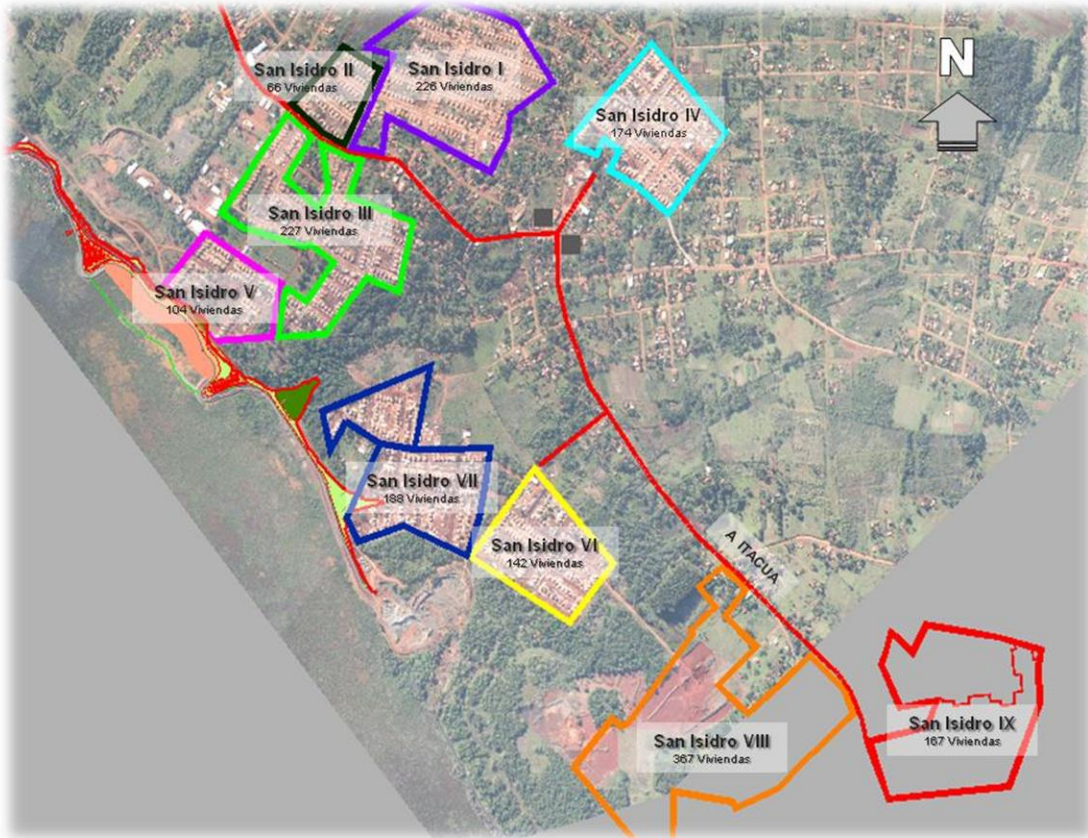 N
San Isidro II
66 Viviendas
San Isidro I
226 Viviendas
San Isidro IV
174 Viviendas
San Isidro III
227 Viviendas
San Isidro V
104 Viviendas
San Isidro VII
188 Viviendas
San Isidro VI
142 Viviendas
A ITACUA
San Isidro VIII
367 Viviendas
San Isidro IX
167 Viviendas